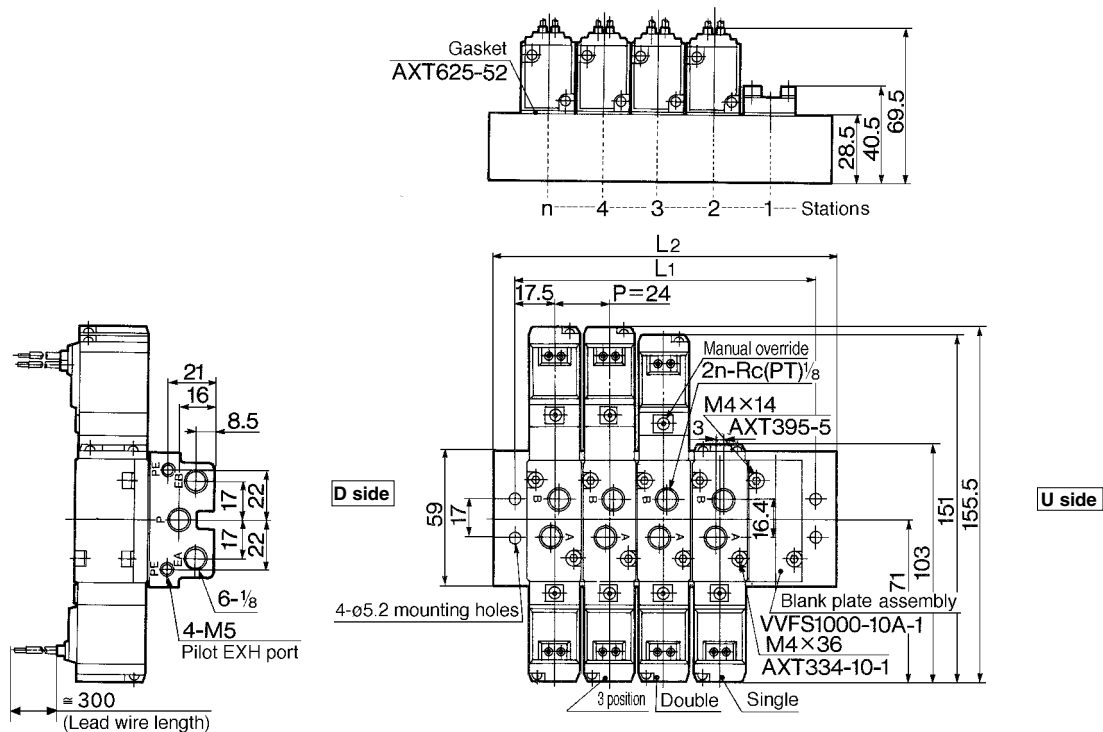 Gasket
AXT625-52
28.5
40.5
69.5
n 4 3 2 1 Stations
L2
L1
17.5
P=24
Manual override
2n-Rc(PT)1/8
M4×14
3
AXT395-5
21
16
8.5
PE
EB
P
EA
PE
17
22
17
22
6-1/8
4-M5
Pilot EXH port
≅ 300
(Lead wire length)
D side
U side
59
17
B
B
B
B
A
A
A
A
16.4
71
103
151
155.5
4-ø5.2 mounting holes
Blank plate assembly
VVFS1000-10A-1
M4×36
AXT334-10-1
3 position
Double
Single